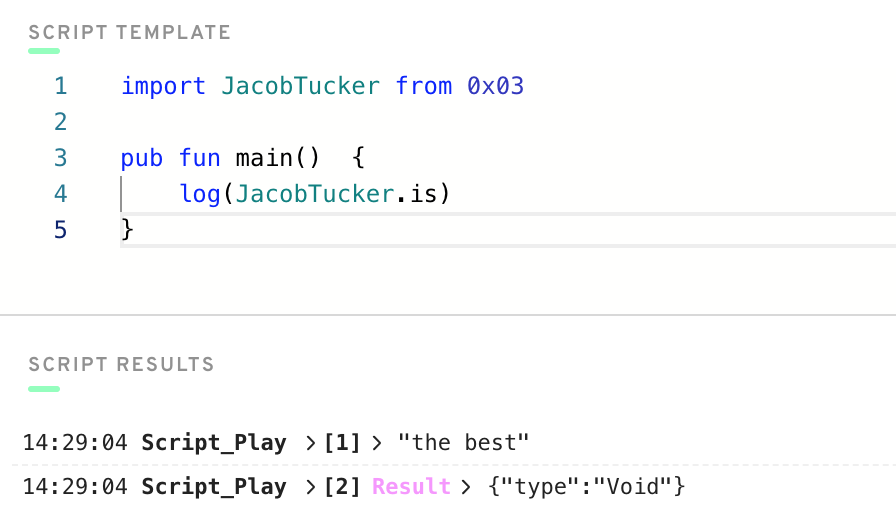 SCRIPT TEMPLATE
1 import JacobTucker from 0x03
2
3 pub fun main()  {
4     log(JacobTucker.is)
5 }
SCRIPT RESULTS
14:29:04 Script_Play >[1] > "the best"
14:29:04 Script_Play >[2] Result > {"type":"Void"}